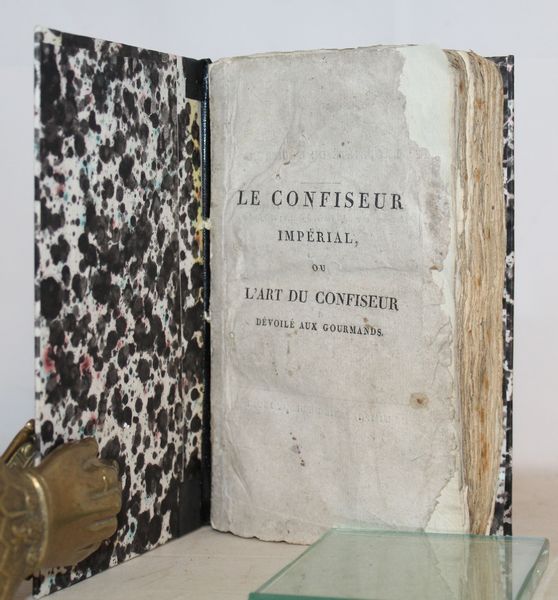 LE CONFISEUR
IMPÉRIAL,
OU
L'ART DU CONFISEUR
DÉVOILÉ AUX GOURMANDS.